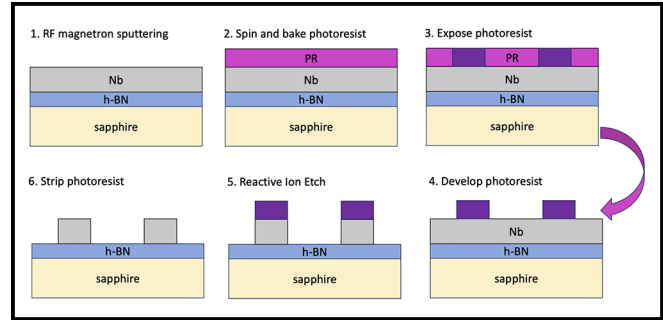 1. RF magnetron sputtering
Nb
h-BN
sapphire
2. Spin and bake photoresist
PR
Nb
h-BN
sapphire
3. Expose photoresist
PR
Nb
h-BN
sapphire
6. Strip photoresist
h-BN
sapphire
5. Reactive Ion Etch
h-BN
sapphire
4. Develop photoresist
Nb
h-BN
sapphire